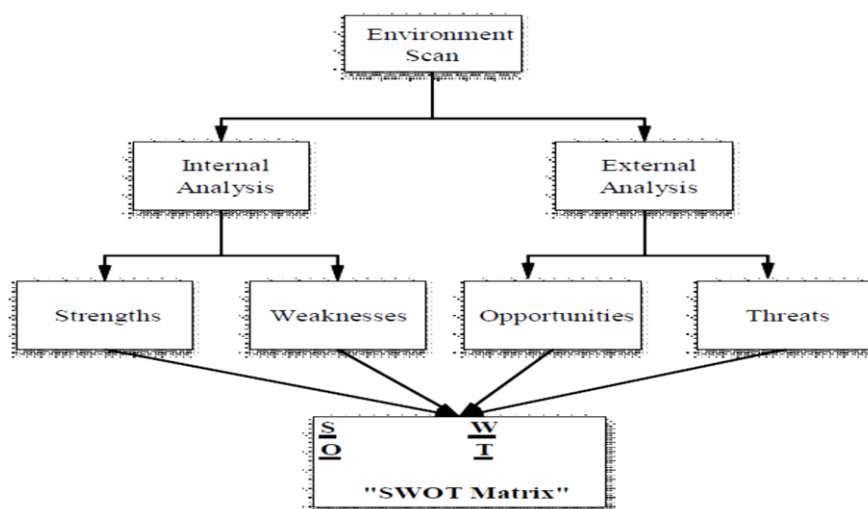 Environment
Scan
Internal
Analysis
External
Analysis
Strengths
Weaknesses
Opportunities
Threats
S W
O T
"SWOT Matrix"